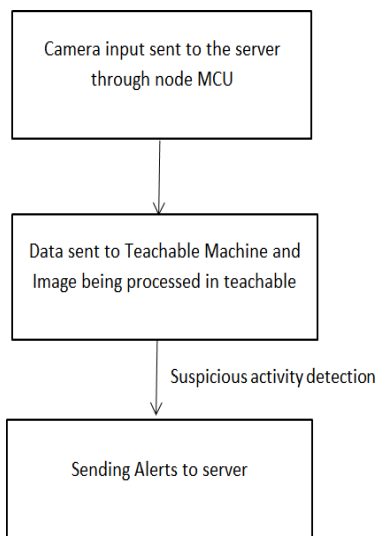 Camera input sent to the server
through node MCU
Data sent to Teachable Machine and
Image being processed in teachable
Suspicious activity detection
Sending Alerts to server